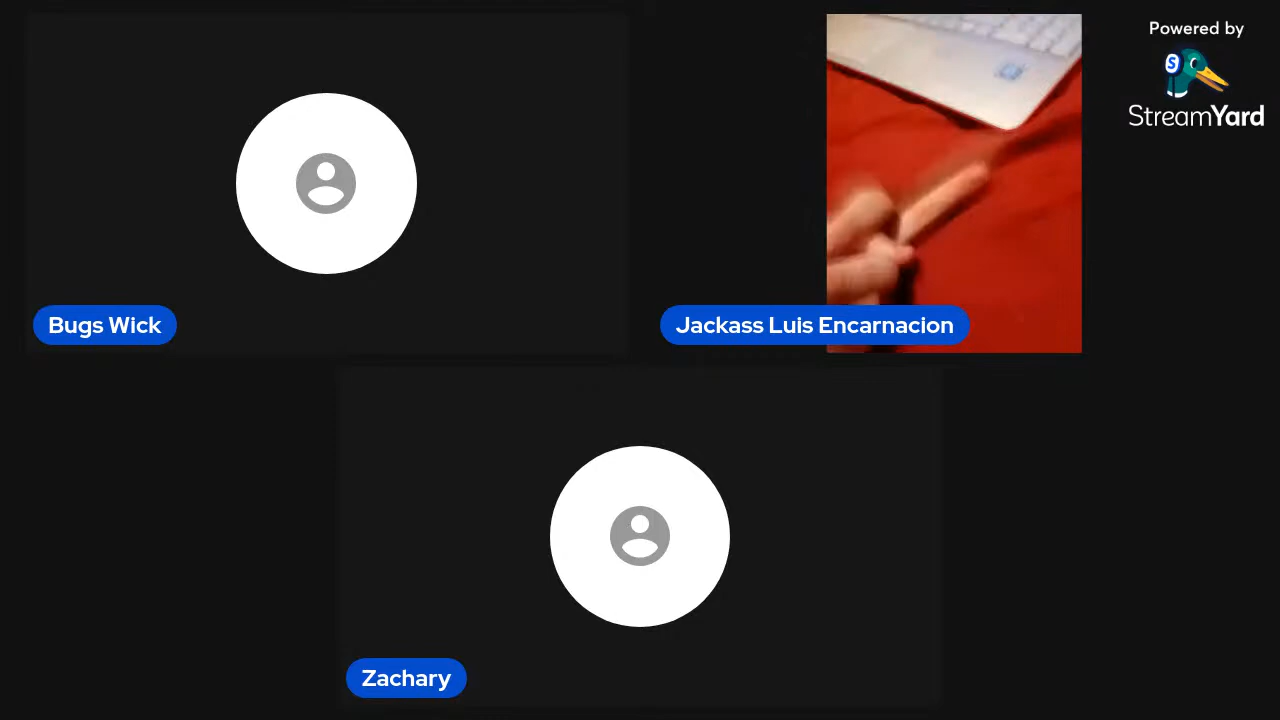 Powered by
S
StreamYard
Bugs Wick
Jackass Luis Encarnacion
Zachary